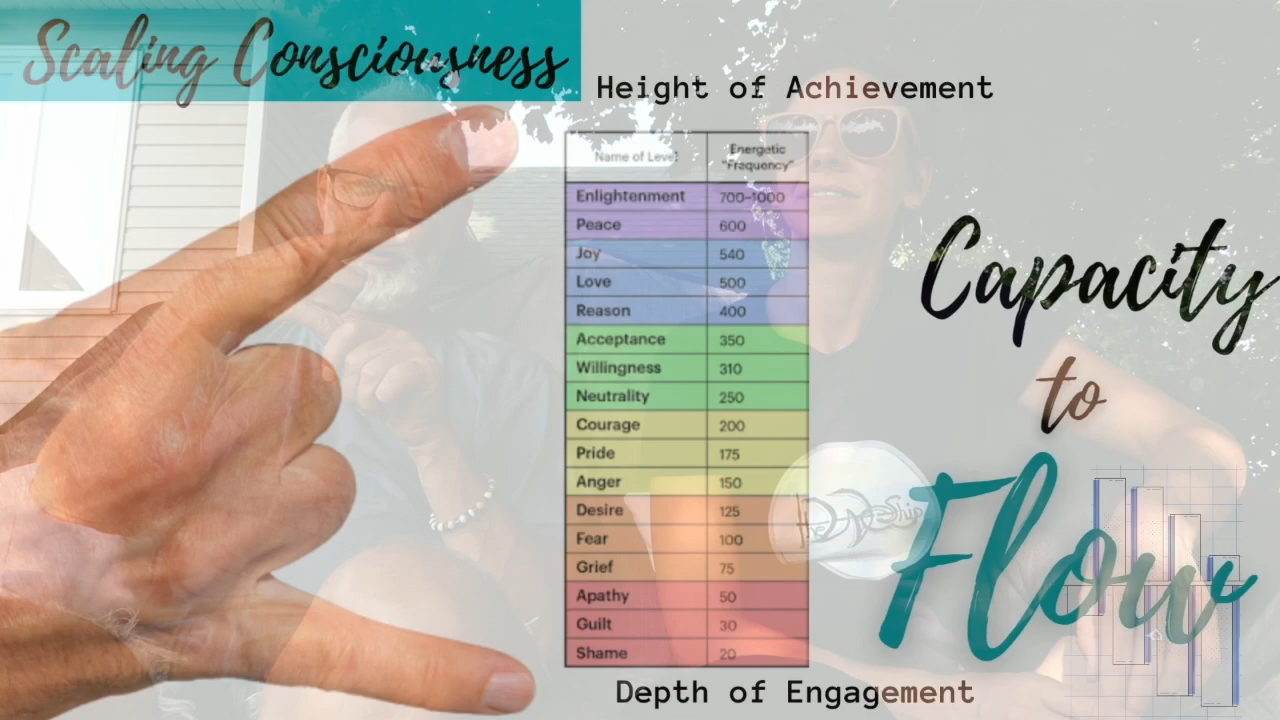 Scaling Consciousness
Height of Achievement
Name of Level Energetic "Frequency"
Enlightenment 700–1000
Peace 600
Joy 540
Love 500
Reason 400
Acceptance 350
Willingness 310
Neutrality 250
Courage 200
Pride 175
Anger 150
Desire 125
Fear 100
Grief 75
Apathy 50
Guilt 30
Shame 20
Depth of Engagement
Capacity
to
Flow